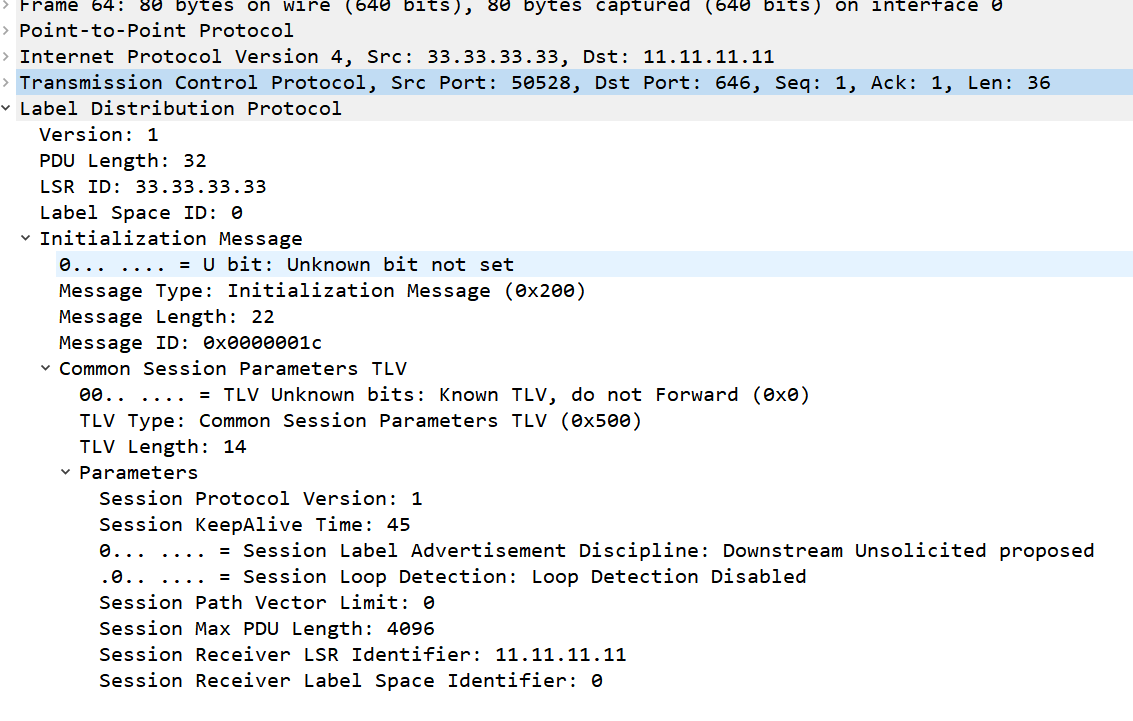 Frame 64: 80 bytes on wire (640 bits), 80 bytes captured (640 bits) on interface 0
Point-to-Point Protocol
Internet Protocol Version 4, Src: 33.33.33.33, Dst: 11.11.11.11
Transmission Control Protocol, Src Port: 50528, Dst Port: 646, Seq: 1, Ack: 1, Len: 36
Label Distribution Protocol
Version: 1
PDU Length: 32
LSR ID: 33.33.33.33
Label Space ID: 0
Initialization Message
0... .... = U bit: Unknown bit not set
Message Type: Initialization Message (0x200)
Message Length: 22
Message ID: 0x0000001c
Common Session Parameters TLV
00.. .... = TLV Unknown bits: Known TLV, do not Forward (0x0)
TLV Type: Common Session Parameters TLV (0x500)
TLV Length: 14
Parameters
Session Protocol Version: 1
Session KeepAlive Time: 45
0... .... = Session Label Advertisement Discipline: Downstream Unsolicited proposed
.0.. .... = Session Loop Detection: Loop Detection Disabled
Session Path Vector Limit: 0
Session Max PDU Length: 4096
Session Receiver LSR Identifier: 11.11.11.11
Session Receiver Label Space Identifier: 0